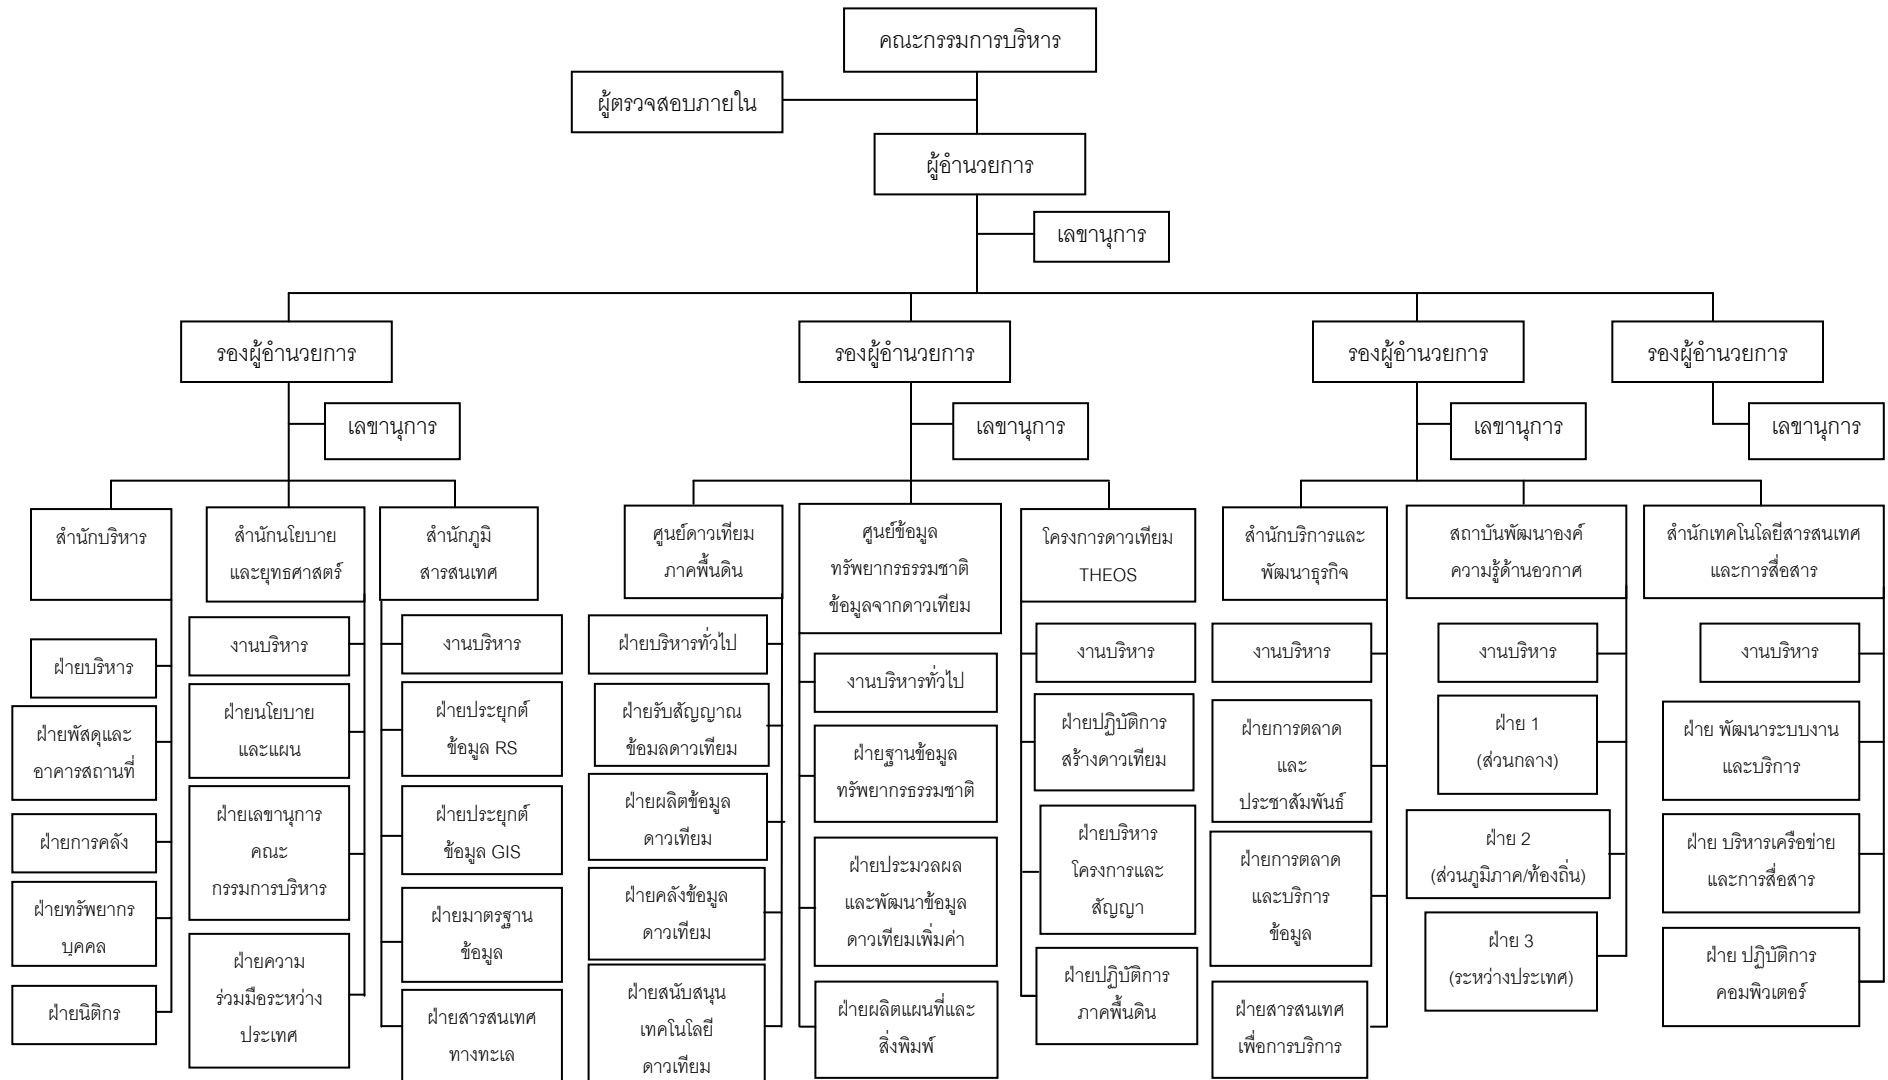 คณะกรรมการบริหาร
ผู้ตรวจสอบภายใน
ผู้อำนวยการ
เลขานุการ
รองผู้อำนวยการ
รองผู้อำนวยการ
รองผู้อำนวยการ
รองผู้อำนวยการ
เลขานุการ
เลขานุการ
เลขานุการ
เลขานุการ
สำนักบริหาร
ฝ่ายบริหาร
ฝ่ายพัสดุและ
อาคารสถานที่
ฝ่ายการคลัง
ฝ่ายทรัพยากร
บุคคล
ฝ่ายนิติกร
สำนักนโยบาย
และยุทธศาสตร์
งานบริหาร
ฝ่ายนโยบาย
และแผน
ฝ่ายเลขานุการ
คณะ
กรรมการบริหาร
ฝ่ายความ
ร่วมมือระหว่าง
ประเทศ
สำนักภูมิ
สารสนเทศ
งานบริหาร
ฝ่ายประยุกต์
ข้อมูล RS
ฝ่ายประยุกต์
ข้อมูล GIS
ฝ่ายมาตรฐาน
ข้อมูล
ฝ่ายสารสนเทศ
ทางทะเล
ศูนย์ดาวเทียม
ภาคพื้นดิน
ฝ่ายบริหารทั่วไป
ฝ่ายรับสัญญาณ
ข้อมลดาวเทียม
ฝ่ายผลิตข้อมูล
ดาวเทียม
ฝ่ายคลังข้อมูล
ดาวเทียม
ฝ่ายสนับสนุน
เทคโนโลยี
ดาวเทียม
ศูนย์ข้อมูล
ทรัพยากรธรรมชาติ
ข้อมูลจากดาวเทียม
งานบริหารทั่วไป
ฝ่ายฐานข้อมูล
ทรัพยากรธรรมชาติ
ฝ่ายประมวลผล
และพัฒนาข้อมูล
ดาวเทียมเพิ่มค่า
ฝ่ายผลิตแผนที่และ
สิ่งพิมพ์
โครงการดาวเทียม
THEOS
งานบริหาร
ฝ่ายปฏิบัติการ
สร้างดาวเทียม
ฝ่ายบริหาร
โครงการและ
สัญญา
ฝ่ายปฏิบัติการ
ภาคพื้นดิน
สำนักบริการและ
พัฒนาธุรกิจ
งานบริหาร
ฝ่ายการตลาด
และ
ประชาสัมพันธ์
ฝ่ายการตลาด
และบริการ
ข้อมูล
ฝ่ายสารสนเทศ
เพื่อการบริการ
สถาบันพัฒนาองค์
ความรู้ด้านอวกาศ
งานบริหาร
ฝ่าย 1
(ส่วนกลาง)
ฝ่าย 2
(ส่วนภูมิภาค/ท้องถิ่น)
ฝ่าย 3
(ระหว่างประเทศ)
สำนักเทคโนโลยีสารสนเทศ
และการสื่อสาร
งานบริหาร
ฝ่าย พัฒนาระบบงาน
และบริการ
ฝ่าย บริหารเครือข่าย
และการสื่อสาร
ฝ่าย ปฏิบัติการ
คอมพิวเตอร์